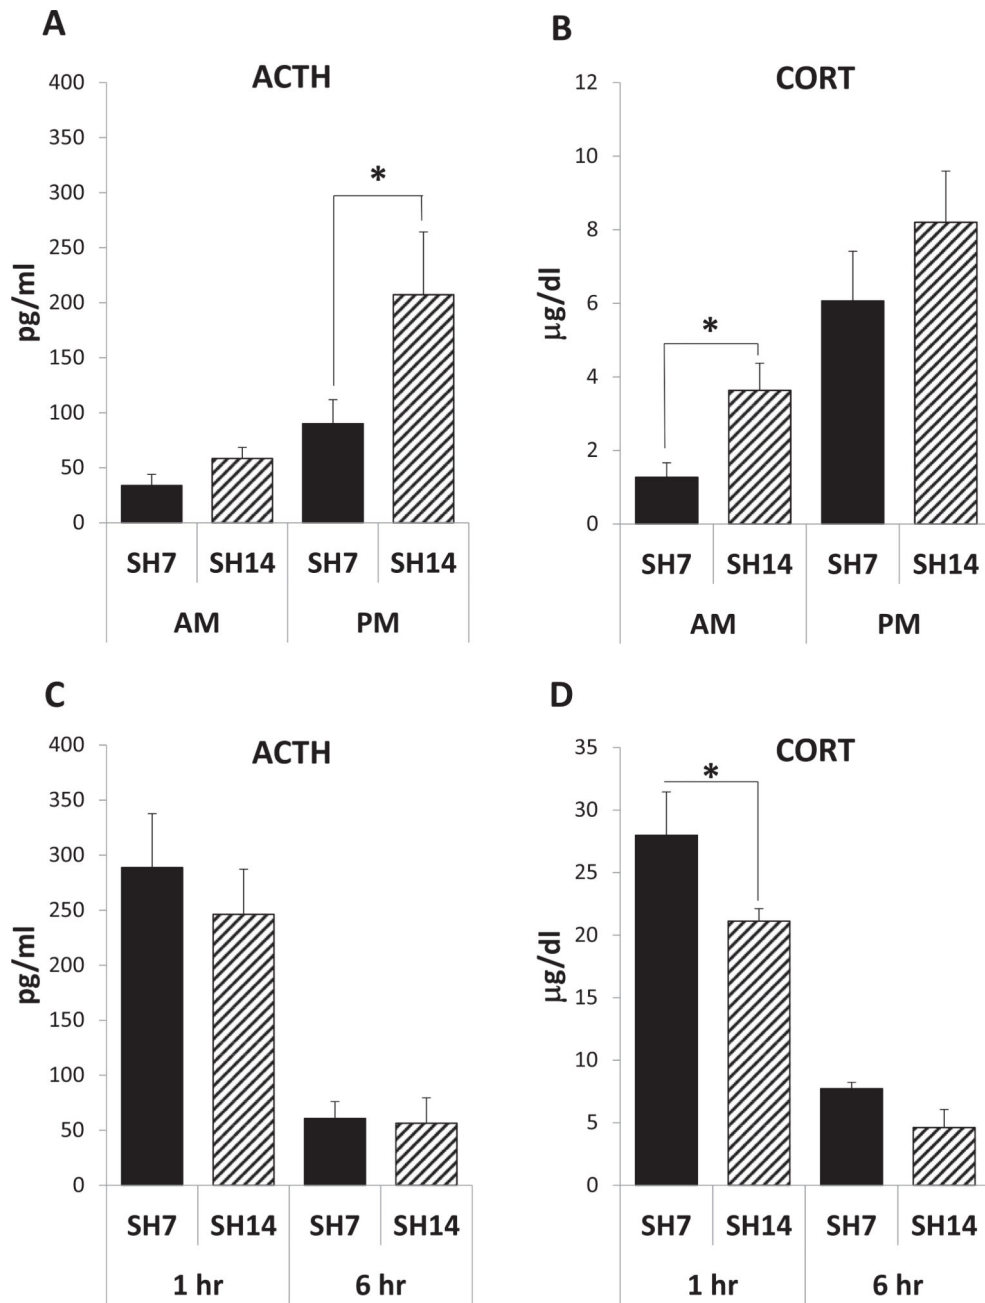 A
ACTH
400
350
300
250
200
150
100
50
0
pg/ml
*
SH7 SH14 SH7 SH14
AM PM
B
CORT
12
10
8
6
4
2
0
μg/dl
*
SH7 SH14 SH7 SH14
AM PM
C
ACTH
400
350
300
250
200
150
100
50
0
pg/ml
SH7 SH14 SH7 SH14
1 hr 6 hr
D
CORT
35
30
25
20
15
10
5
0
μg/dl
*
SH7 SH14 SH7 SH14
1 hr 6 hr